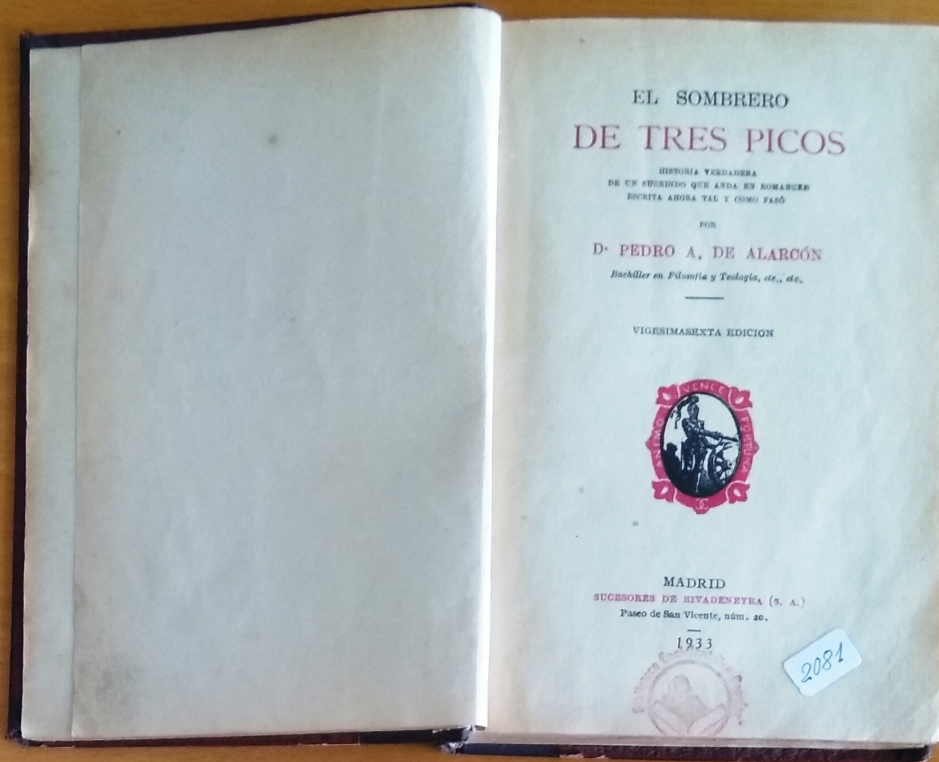 EL SOMBRERO
DE TRES PICOS
HISTORIA VERDADERA
DE UN SUCEDIDO QUE ANDA EN ROMANCES
ESCRITA AHORA TAL Y COMO PASÓ
POR
D. PEDRO A. DE ALARCÓN
Bachiller en Filosofía y Teología, etc., etc.
VIGESIMASEXTA EDICION
ANIMO VENCE FORTUNA
MADRID
SUCESORES DE RIVADENEYRA (S. A.)
Paseo de San Vicente, núm. 20.
1933
2081